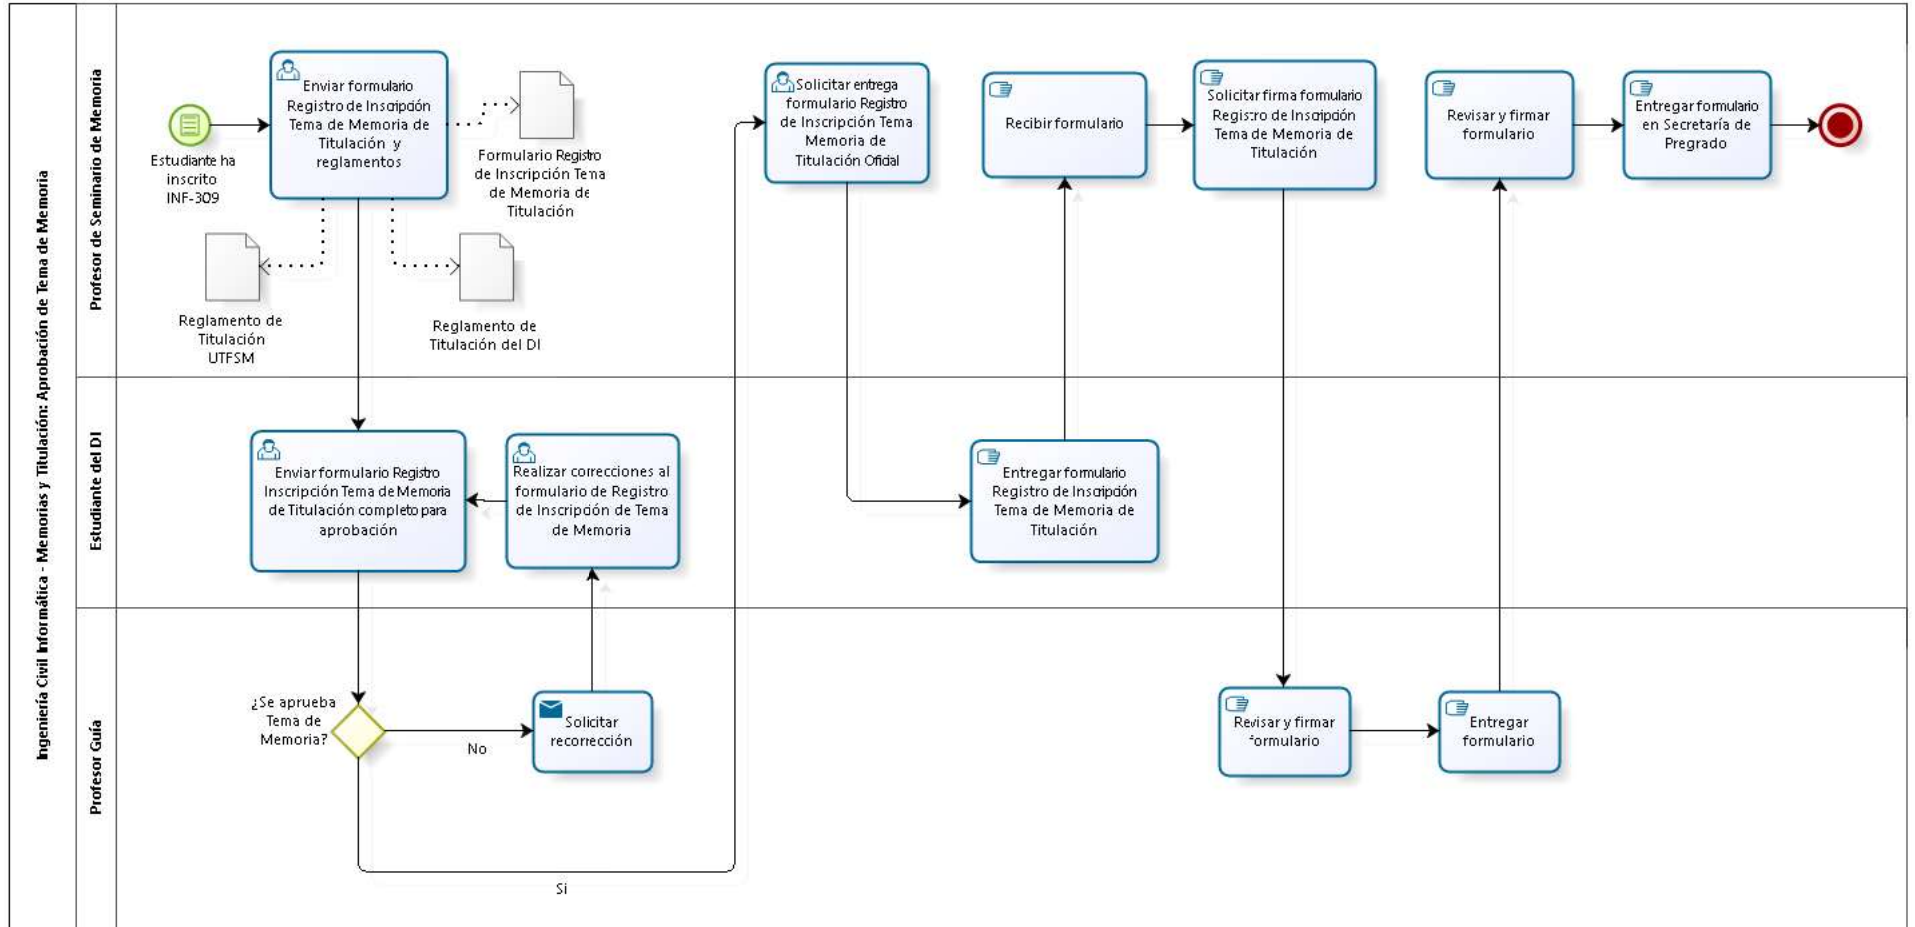 Ingeniería Civil Informática - Memorias y Titulación: Aprobación de Tema de Memoria
Profesor de Seminario de Memoria
Estudiante ha
inscrito
INF-309
Enviar formulario
Registro de Inscripción
Tema de Memoria de
Titulación y
reglamentos
Formulario Registro
de Inscripción Tema
de Memoria de
Titulación
Reglamento de
Titulación
UTFSM
Reglamento de
Titulación del DI
Solicitar entrega
formulario Registro
de Inscripción Tema
Memoria de
Titulación Oficial
Recibir formulario
Solicitar firma formulario
Registro de Inscripción
Tema de Memoria de
Titulación
Revisar y firmar
formulario
Entregar formulario
en Secretaría de
Pregrado
Estudiante del DI
Enviar formulario Registro
Inscripción Tema de Memoria
de Titulación completo para
aprobación
Realizar correcciones al
formulario de Registro
de Inscripción de Tema
de Memoria
Entregar formulario
Registro de Inscripción
Tema de Memoria de
Titulación
Profesor Guía
¿Se aprueba
Tema de
Memoria?
No
Solicitar
recorrección
Si
Revisar y firmar
formulario
Entregar
formulario